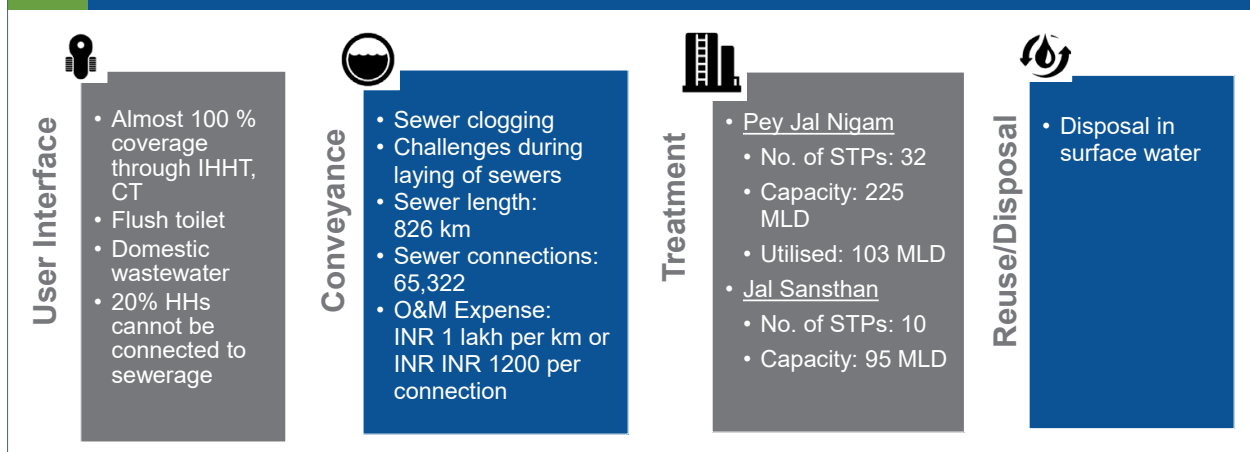 User Interface
• Almost 100 %
coverage
through IHHT,
CT
• Flush toilet
• Domestic
wastewater
• 20% HHs
cannot be
connected to
sewerage
Conveyance
• Sewer clogging
• Challenges during
laying of sewers
• Sewer length:
826 km
• Sewer connections:
65,322
• O&M Expense:
INR 1 lakh per km or
INR INR 1200 per
connection
Treatment
• Pey Jal Nigam
• No. of STPs: 32
• Capacity: 225
MLD
• Utilised: 103 MLD
• Jal Sansthan
• No. of STPs: 10
• Capacity: 95 MLD
Reuse/Disposal
• Disposal in
surface water